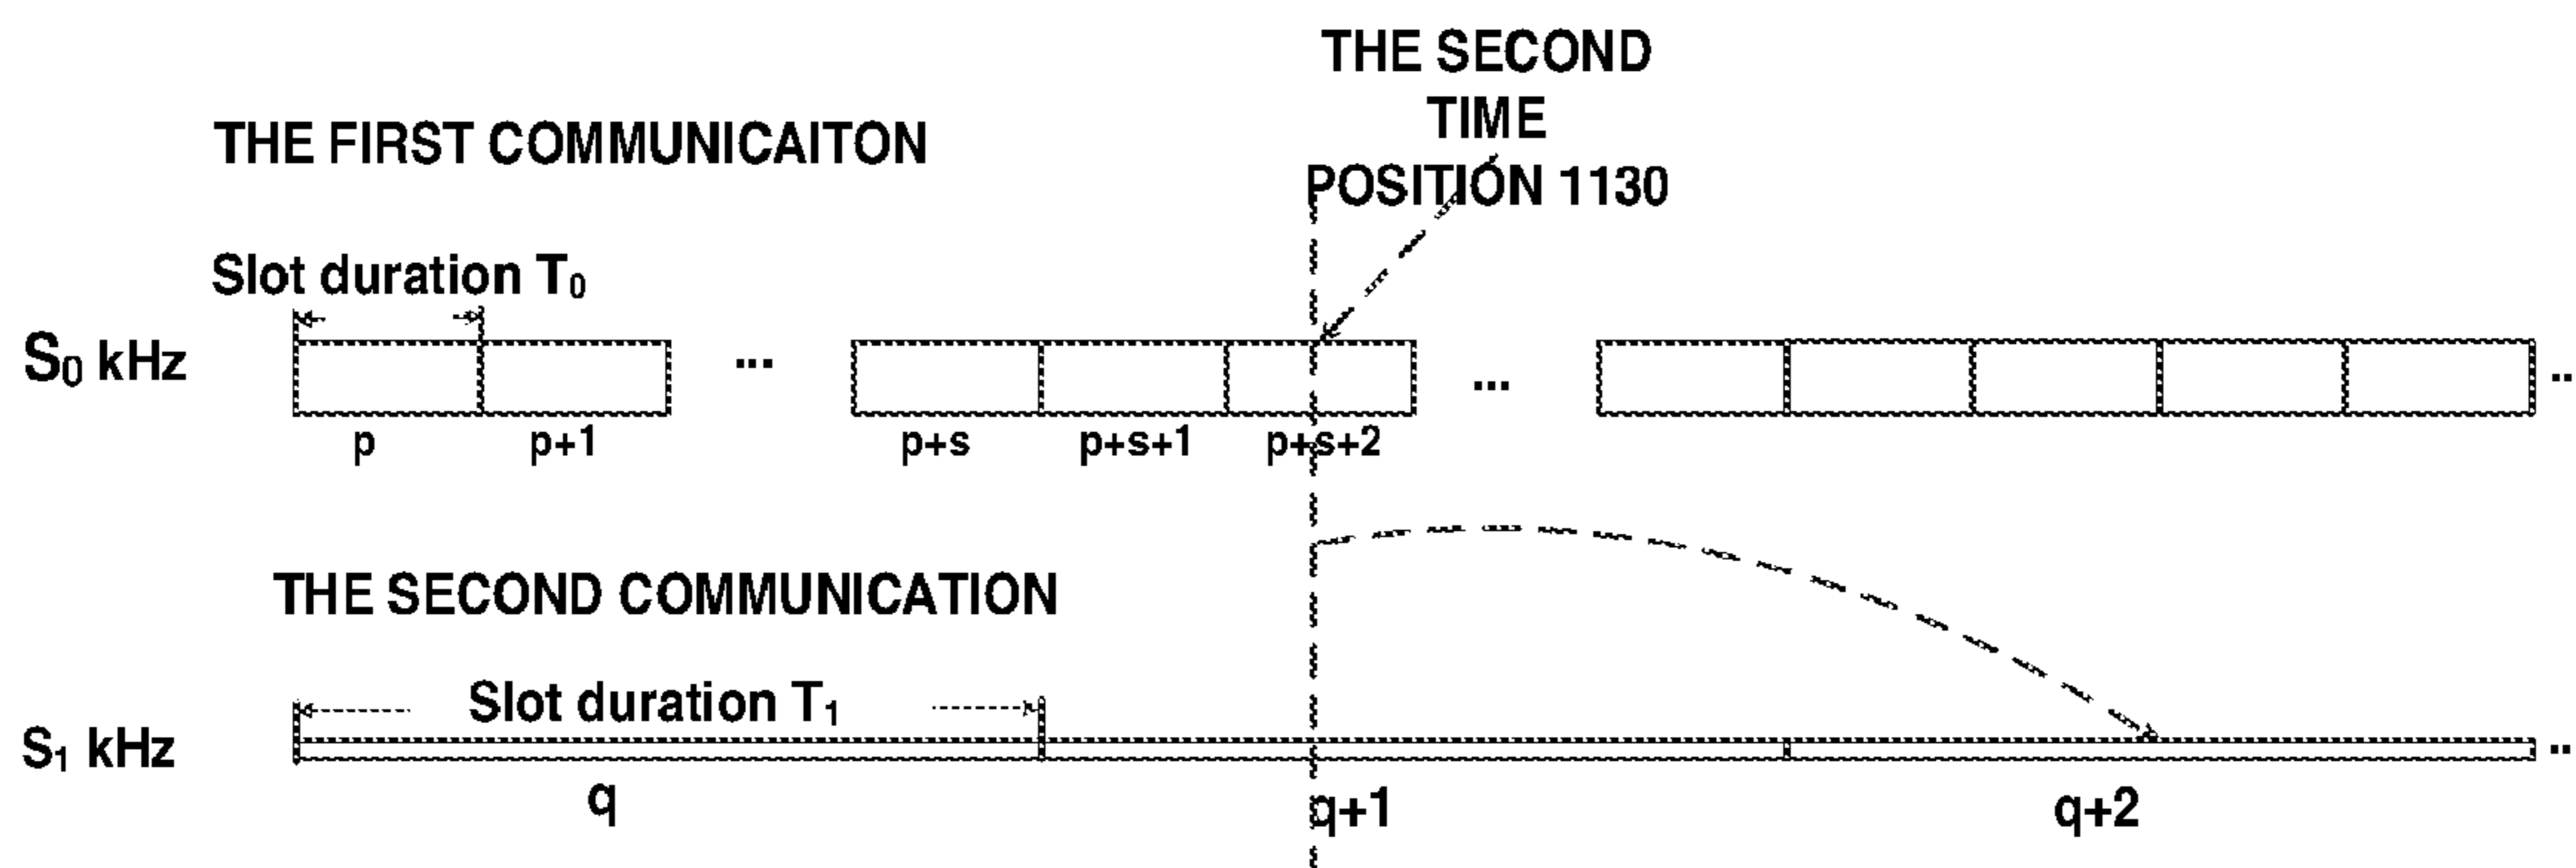 THE SECOND
TIME
POSITION 1130
THE FIRST COMMUNICAITON
Slot duration T₀
S₀ kHz
...
...
..
p
p+1
p+s
p+s+1
p+s+2
THE SECOND COMMUNICATION
Slot duration T₁
S₁ kHz
..
q
q+1
q+2